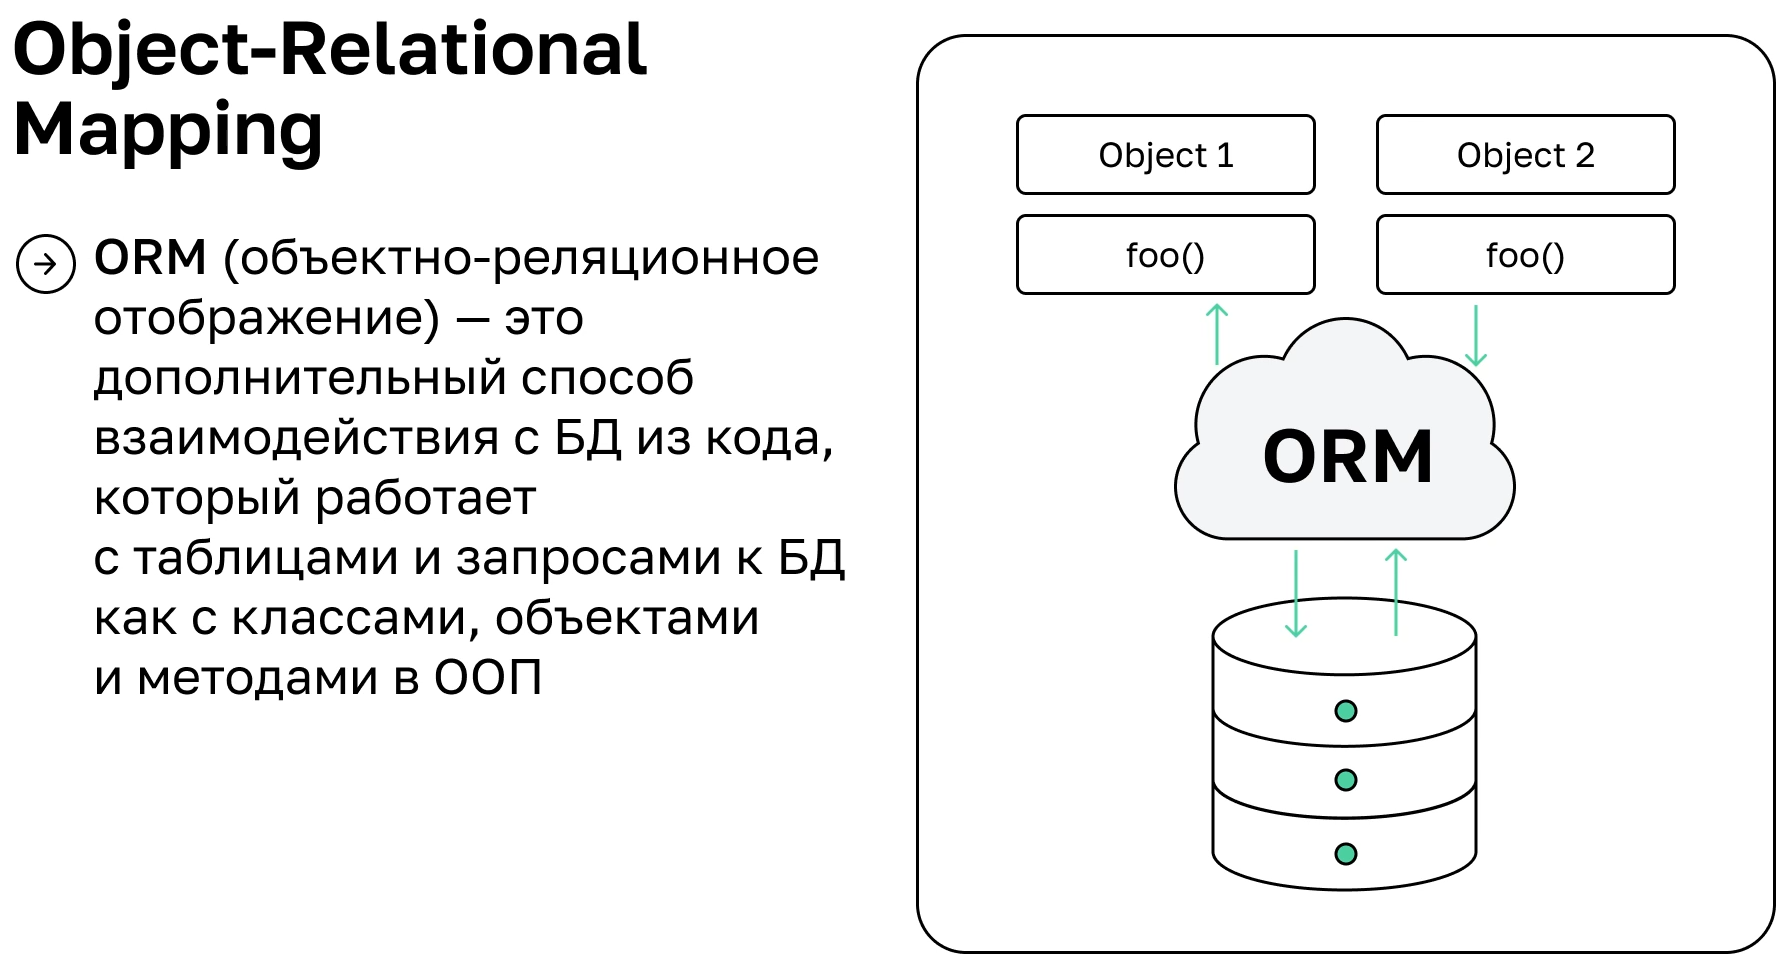 Object-Relational
Mapping
ORM (объектно-реляционное
отображение) — это
дополнительный способ
взаимодействия с БД из кода,
который работает
с таблицами и запросами к БД
как с классами, объектами
и методами в ООП
Object 1
Object 2
foo()
foo()
ORM